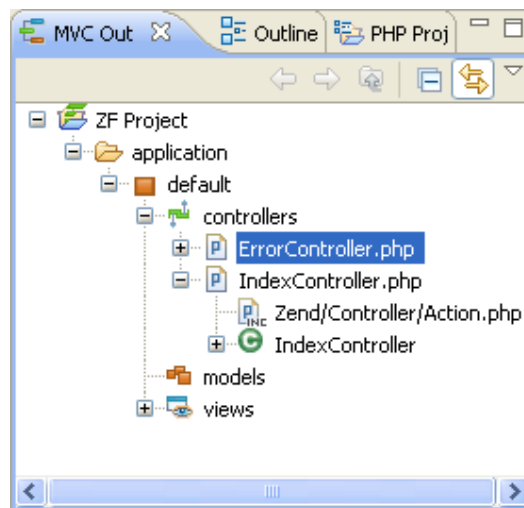 MVC Out Outline PHP Proj
ZF Project
application
default
controllers
P ErrorController.php
P IndexController.php
P INC Zend/Controller/Action.php
C IndexController
models
views